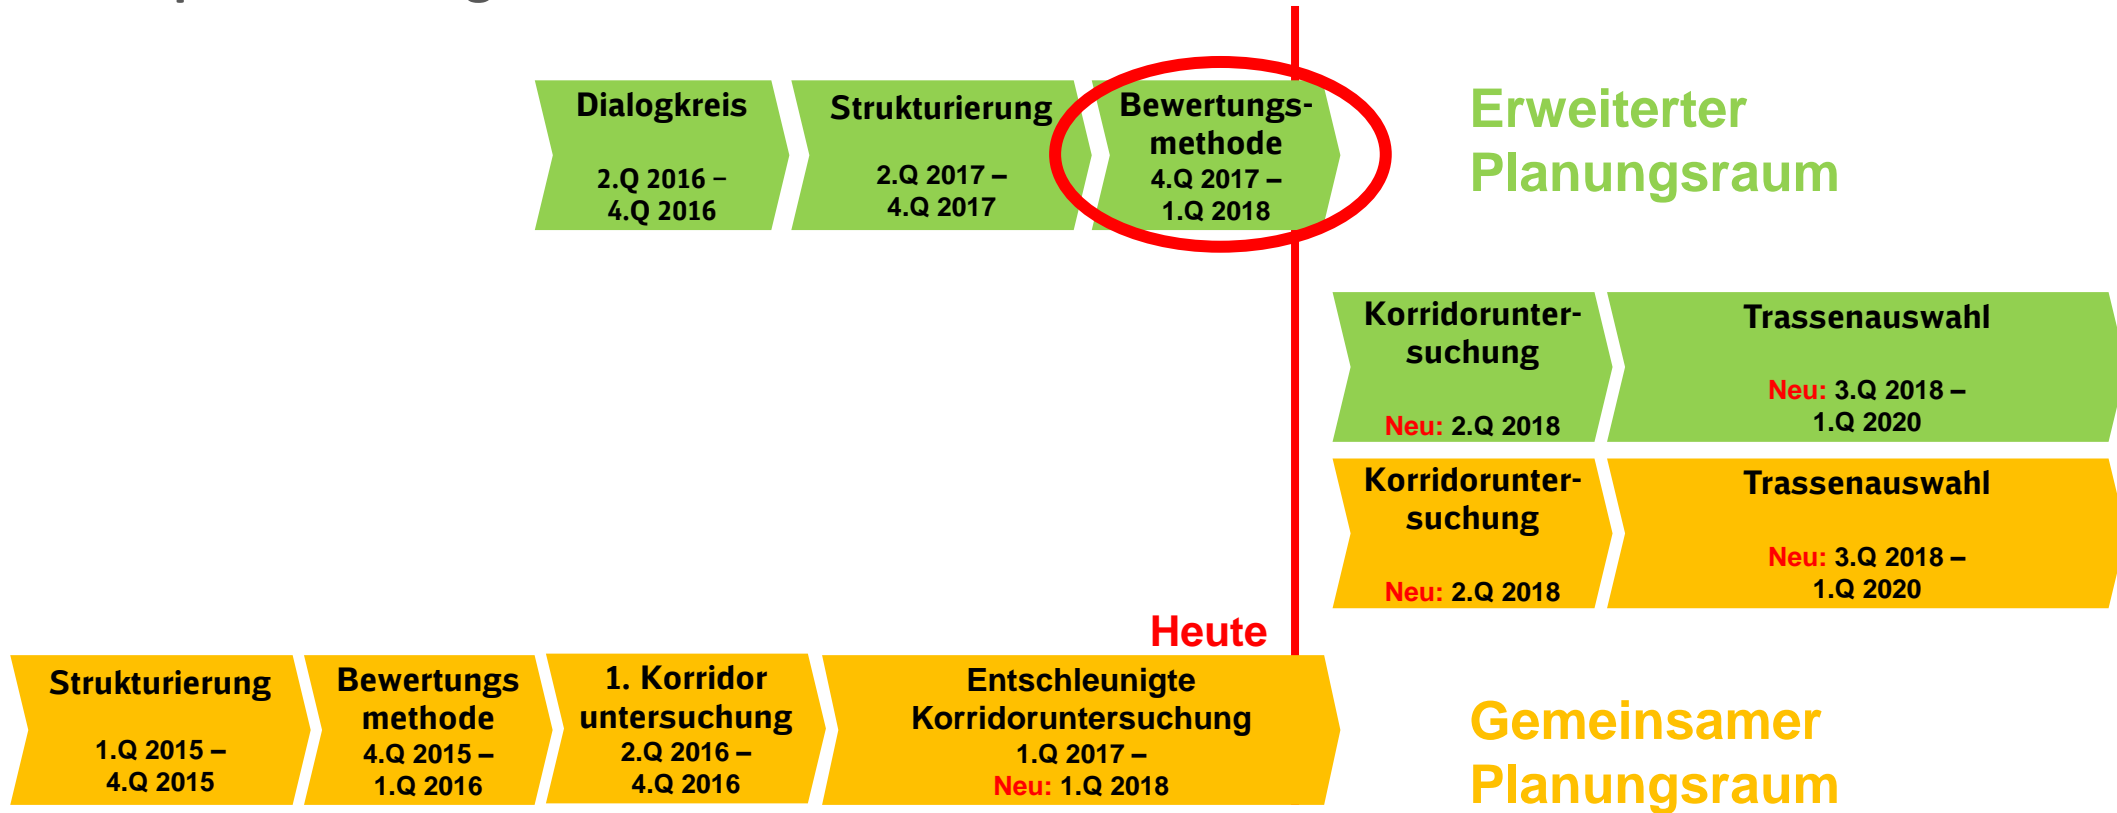 Dialogkreis
2.Q 2016 –
4.Q 2016
Strukturierung
2.Q 2017 –
4.Q 2017
Bewertungs-
methode
4.Q 2017 –
1.Q 2018
Erweiterter
Planungsraum
Korridorunter-
suchung
Neu: 2.Q 2018
Trassenauswahl
Neu: 3.Q 2018 –
1.Q 2020
Korridorunter-
suchung
Neu: 2.Q 2018
Trassenauswahl
Neu: 3.Q 2018 –
1.Q 2020
Heute
Strukturierung
1.Q 2015 –
4.Q 2015
Bewertungs
methode
4.Q 2015 –
1.Q 2016
1. Korridor
untersuchung
2.Q 2016 –
4.Q 2016
Entschleunigte
Korridoruntersuchung
1.Q 2017 –
Neu: 1.Q 2018
Gemeinsamer
Planungsraum